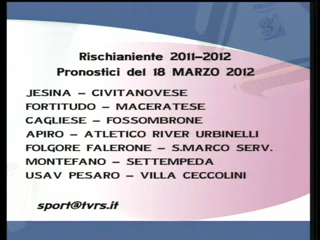 Rischianiente 2011-2012
Pronostici del 18 MARZO 2012
JESINA - CIVITANOVESE
FORTITUDO - MACERATESE
CAGLIESE - FOSSOMBRONE
APIRO - ATLETICO RIVER URBINELLI
FOLGORE FALERONE - S.MARCO SERV.
MONTEFANO - SETTEMPEDA
USAV PESARO - VILLA CECCOLINI
sport@tvrs.it